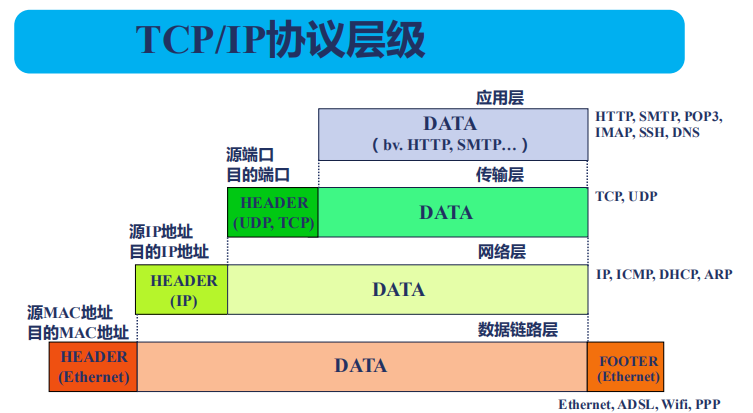 TCP/IP协议层级
应用层
DATA
（bv. HTTP, SMTP…）
HTTP, SMTP, POP3,
IMAP, SSH, DNS
源端口
目的端口
传输层
HEADER
(UDP, TCP)
DATA
TCP, UDP
源IP地址
目的IP地址
网络层
HEADER
(IP)
DATA
IP, ICMP, DHCP, ARP
源MAC地址
目的MAC地址
数据链路层
HEADER
(Ethernet)
DATA
FOOTER
(Ethernet)
Ethernet, ADSL, Wifi, PPP